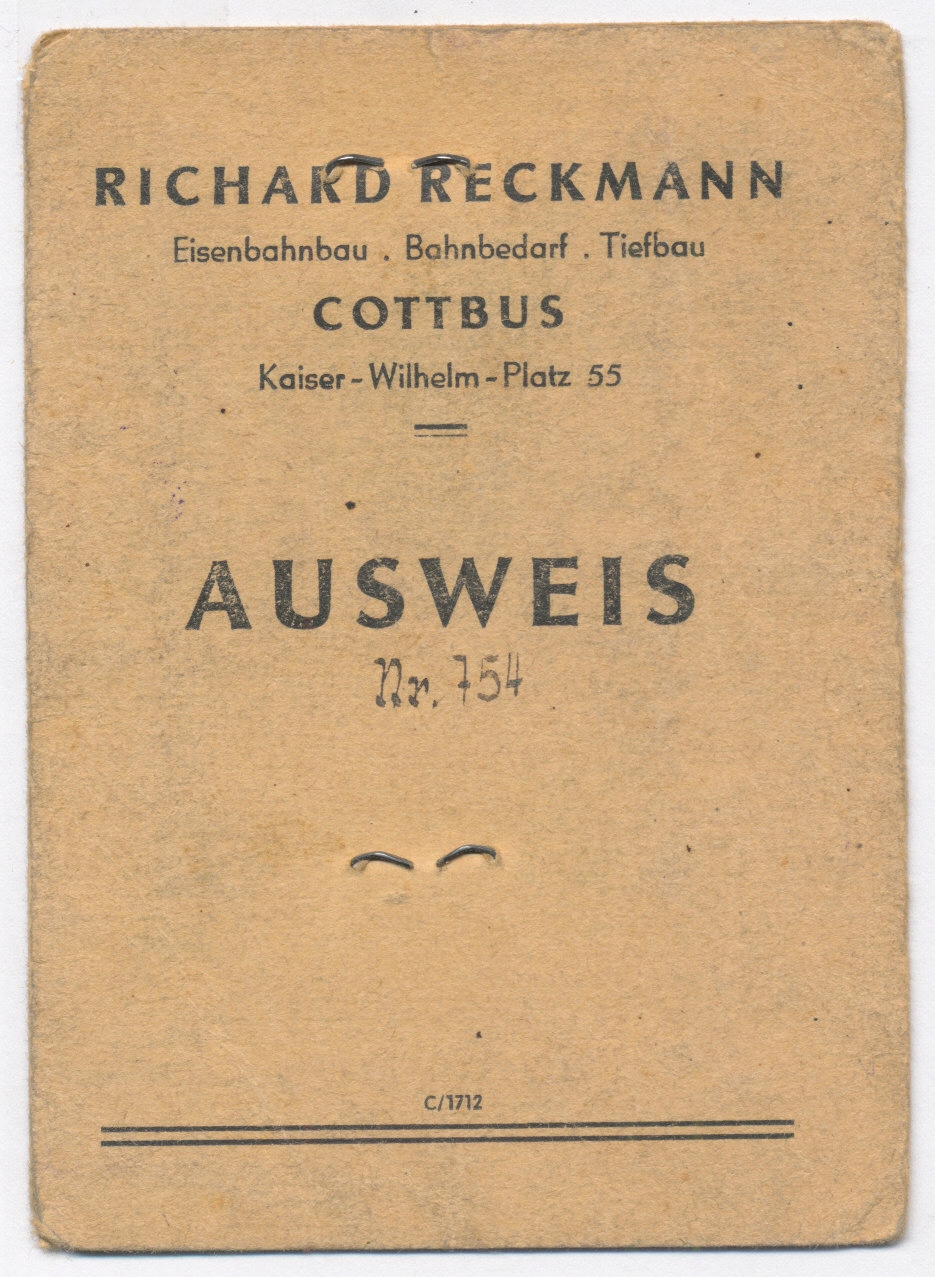 RICHARD RECKMANN
Eisenbahnbau . Bahnbedarf . Tiefbau
COTTBUS
Kaiser-Wilhelm-Platz 55
AUSWEIS
Nr. 754
C/1712